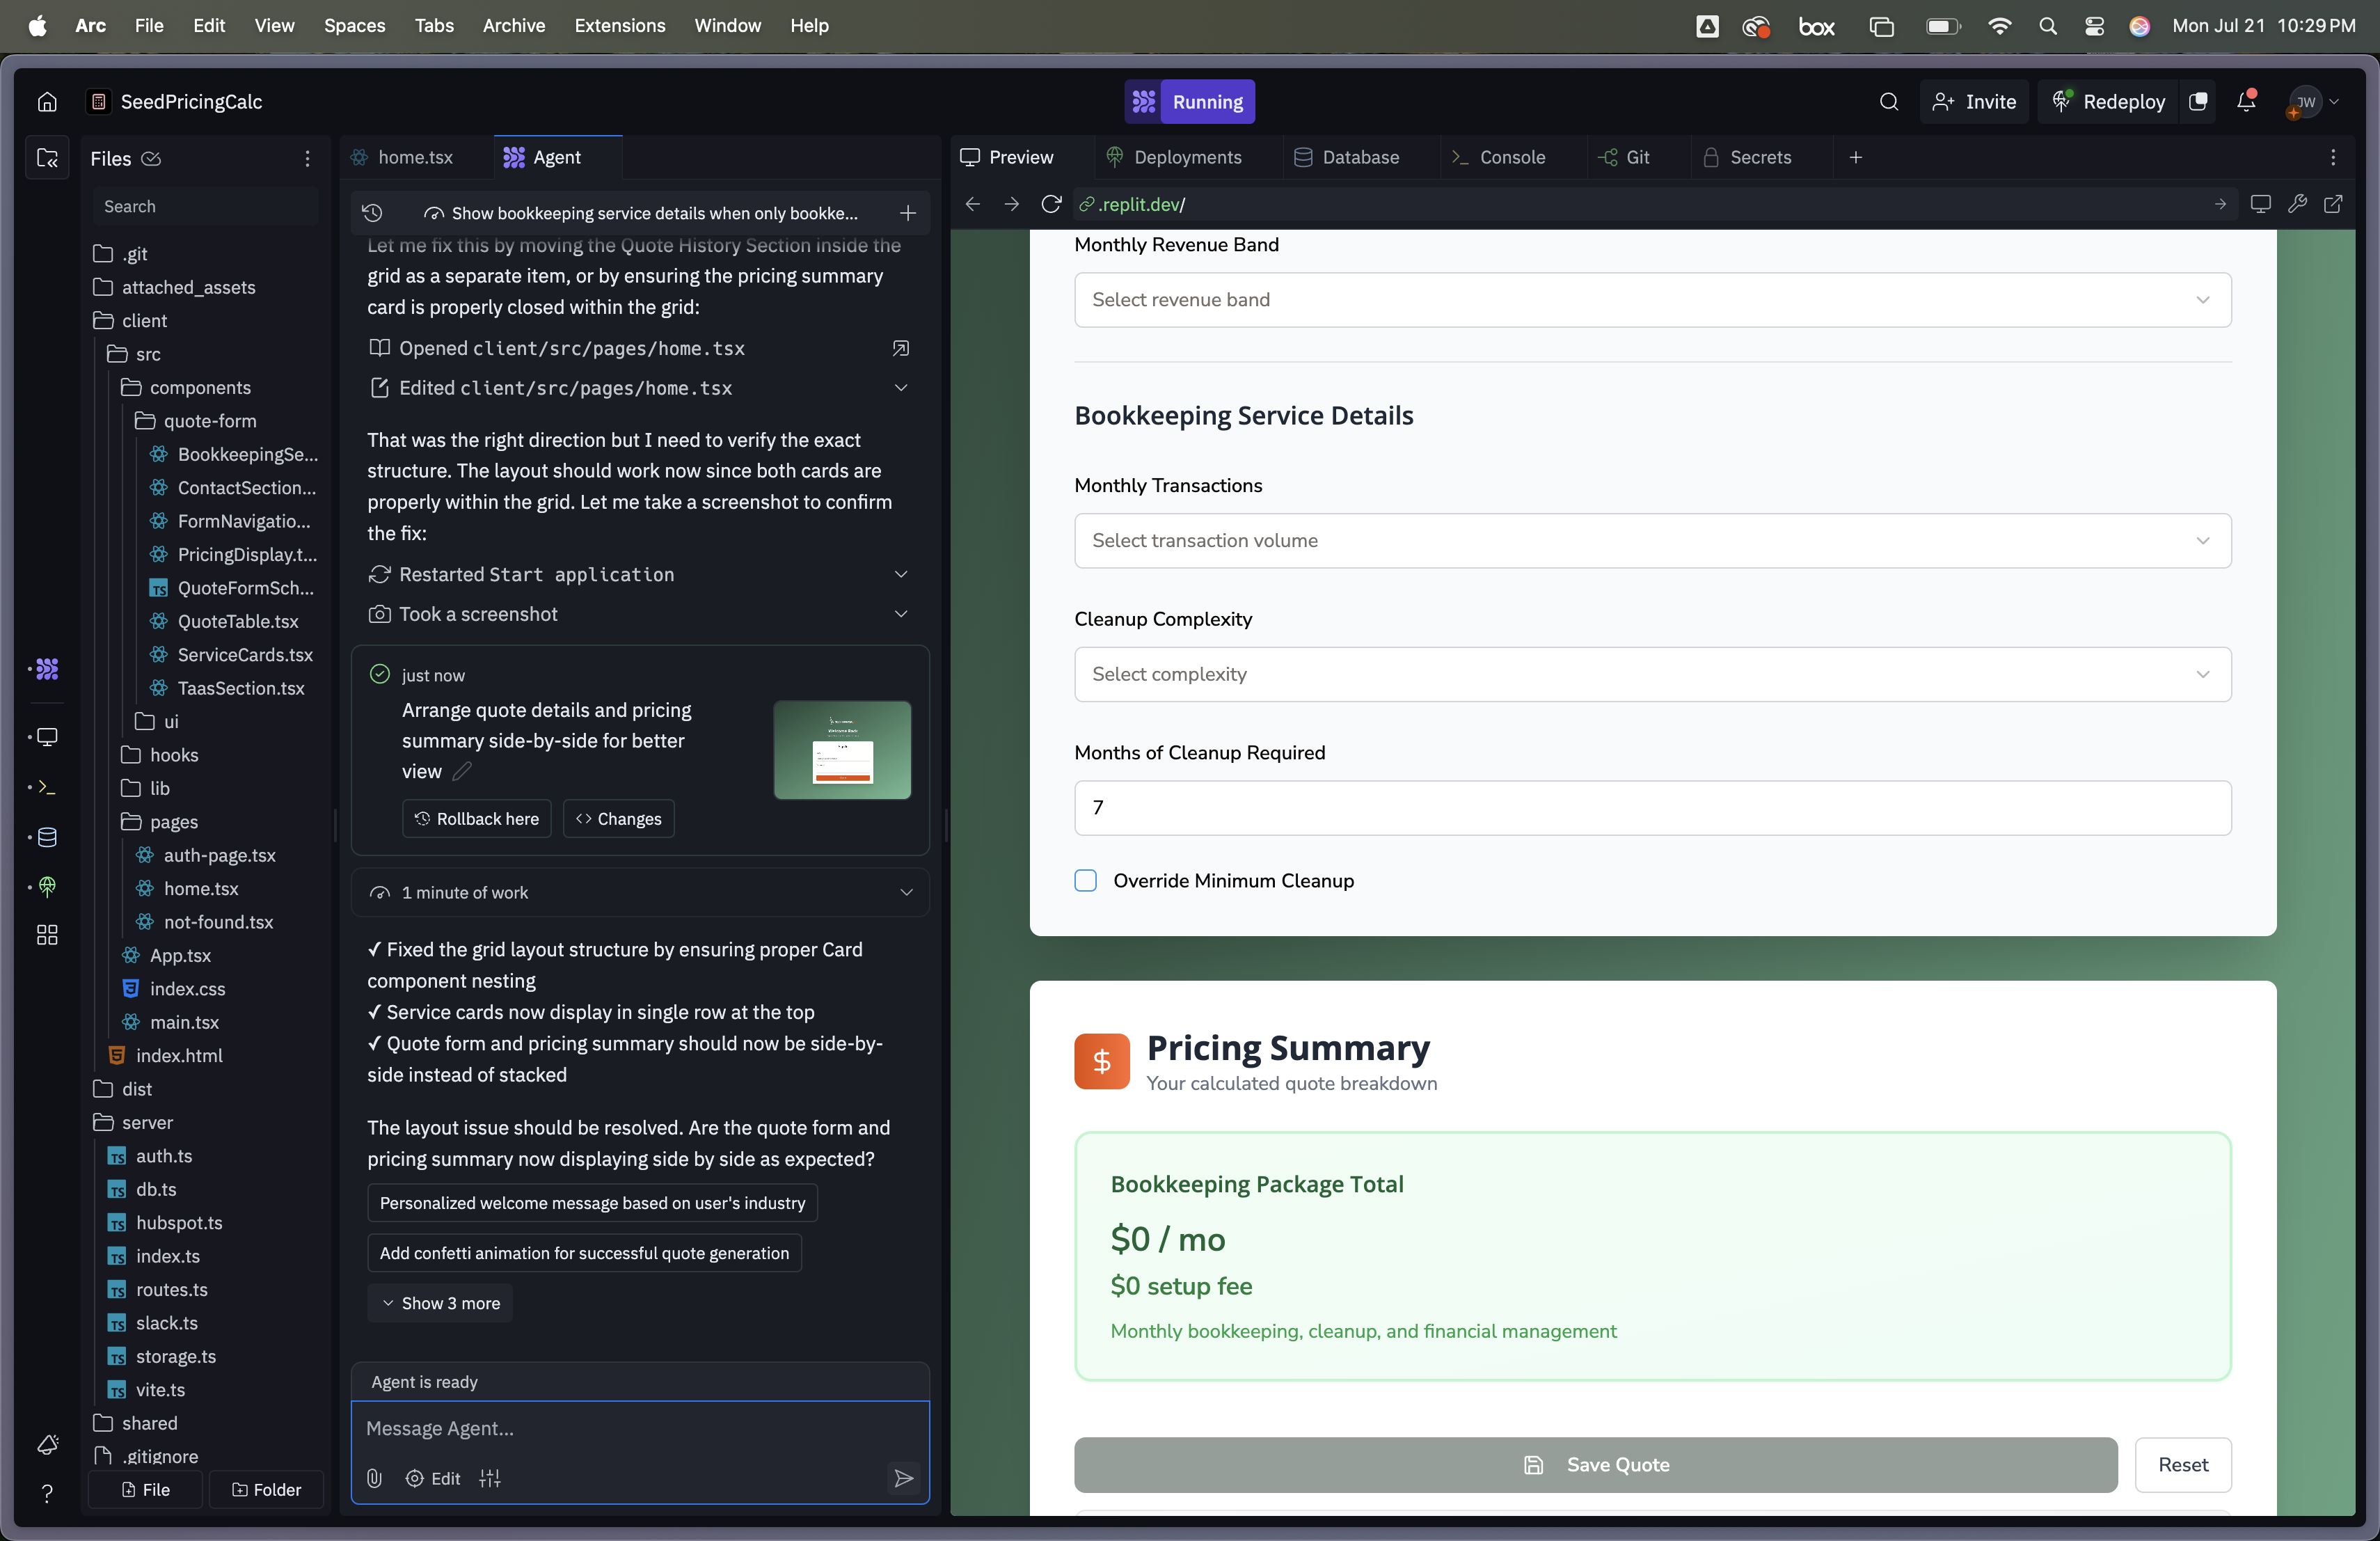 Arc File Edit View Spaces Tabs Archive Extensions Window Help
box
Mon Jul 21 10:29 PM
SeedPricingCalc
Running
Invite
Redeploy
JW
Files
Search
.git
attached_assets
client
src
components
quote-form
BookkeepingSe...
ContactSection...
FormNavigatio...
PricingDisplay.t...
QuoteFormSch...
QuoteTable.tsx
ServiceCards.tsx
TaasSection.tsx
ui
hooks
lib
pages
auth-page.tsx
home.tsx
not-found.tsx
App.tsx
index.css
main.tsx
index.html
dist
server
auth.ts
db.ts
hubspot.ts
index.ts
routes.ts
slack.ts
storage.ts
vite.ts
shared
.gitignore
File
Folder
home.tsx
Agent
Show bookkeeping service details when only bookke...
Let me fix this by moving the Quote History Section inside the
grid as a separate item, or by ensuring the pricing summary
card is properly closed within the grid:
Opened client/src/pages/home.tsx
Edited client/src/pages/home.tsx
That was the right direction but I need to verify the exact
structure. The layout should work now since both cards are
properly within the grid. Let me take a screenshot to confirm
the fix:
Restarted Start application
Took a screenshot
just now
Arrange quote details and pricing
summary side-by-side for better
view
Rollback here
Changes
1 minute of work
✓ Fixed the grid layout structure by ensuring proper Card
component nesting
✓ Service cards now display in single row at the top
✓ Quote form and pricing summary should now be side-by-
side instead of stacked
The layout issue should be resolved. Are the quote form and
pricing summary now displaying side by side as expected?
Personalized welcome message based on user's industry
Add confetti animation for successful quote generation
Show 3 more
Agent is ready
Message Agent...
Edit
Preview
Deployments
Database
Console
Git
Secrets
.replit.dev/
Monthly Revenue Band
Select revenue band
Bookkeeping Service Details
Monthly Transactions
Select transaction volume
Cleanup Complexity
Select complexity
Months of Cleanup Required
7
Override Minimum Cleanup
Pricing Summary
Your calculated quote breakdown
Bookkeeping Package Total
$0 / mo
$0 setup fee
Monthly bookkeeping, cleanup, and financial management
Save Quote
Reset